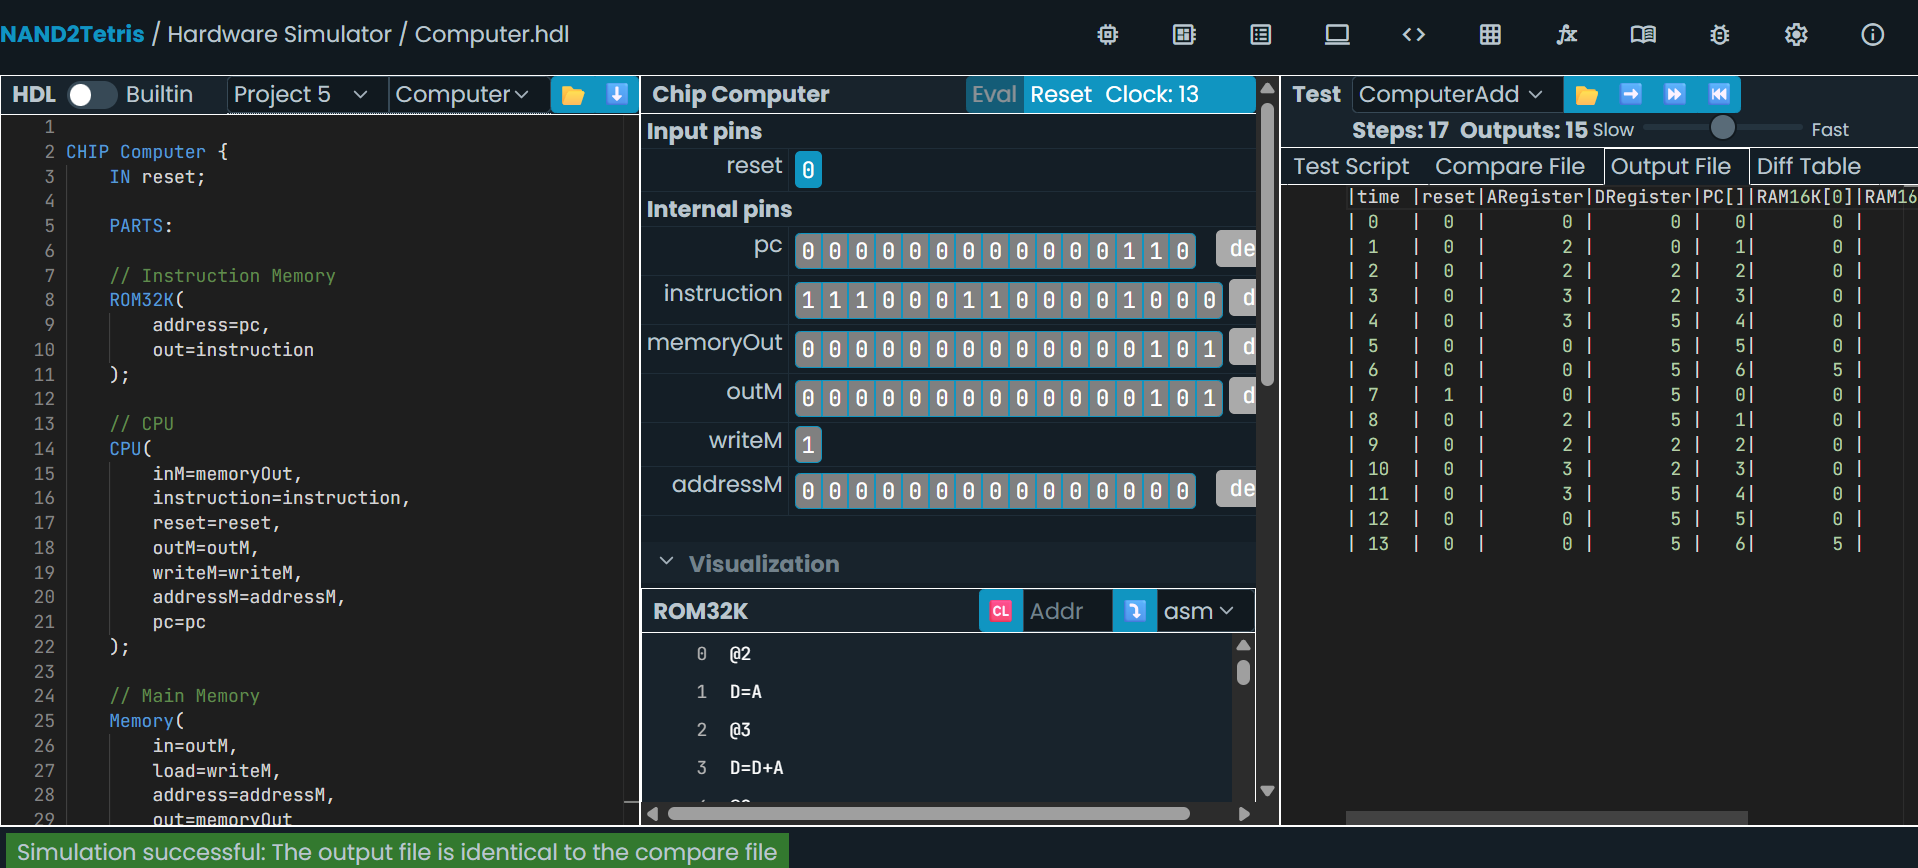 NAND2Tetris / Hardware Simulator / Computer.hdl
HDL Builtin Project 5 Computer
1
2 CHIP Computer {
3 IN reset;
4
5 PARTS:
6
7 // Instruction Memory
8 ROM32K(
9 address=pc,
10 out=instruction
11 );
12
13 // CPU
14 CPU(
15 inM=memoryOut,
16 instruction=instruction,
17 reset=reset,
18 outM=outM,
19 writeM=writeM,
20 addressM=addressM,
21 pc=pc
22 );
23
24 // Main Memory
25 Memory(
26 in=outM,
27 load=writeM,
28 address=addressM,
29 out=memoryOut
Chip Computer Eval Reset Clock: 13
Input pins
reset 0
Internal pins
pc 0 0 0 0 0 0 0 0 0 0 0 0 1 1 0 de
instruction 1 1 1 0 0 0 1 1 0 0 0 0 1 0 0 0 d
memoryOut 0 0 0 0 0 0 0 0 0 0 0 0 0 1 0 1 d
outM 0 0 0 0 0 0 0 0 0 0 0 0 0 1 0 1 d
writeM 1
addressM 0 0 0 0 0 0 0 0 0 0 0 0 0 0 0 de
Visualization
ROM32K CL Addr asm
0 @2
1 D=A
2 @3
3 D=D+A
Test ComputerAdd
Steps: 17 Outputs: 15 Slow Fast
Test Script Compare File Output File Diff Table
|time |reset|ARegister|DRegister|PC[]|RAM16K[0]|RAM16
| 0 | 0 | 0 | 0 | 0| 0 |
| 1 | 0 | 2 | 0 | 1| 0 |
| 2 | 0 | 2 | 2 | 2| 0 |
| 3 | 0 | 3 | 2 | 3| 0 |
| 4 | 0 | 3 | 5 | 4| 0 |
| 5 | 0 | 0 | 5 | 5| 0 |
| 6 | 0 | 0 | 5 | 6| 5 |
| 7 | 1 | 0 | 5 | 0| 0 |
| 8 | 0 | 2 | 5 | 1| 0 |
| 9 | 0 | 2 | 2 | 2| 0 |
| 10 | 0 | 3 | 2 | 3| 0 |
| 11 | 0 | 3 | 5 | 4| 0 |
| 12 | 0 | 0 | 5 | 5| 0 |
| 13 | 0 | 0 | 5 | 6| 5 |
Simulation successful: The output file is identical to the compare file